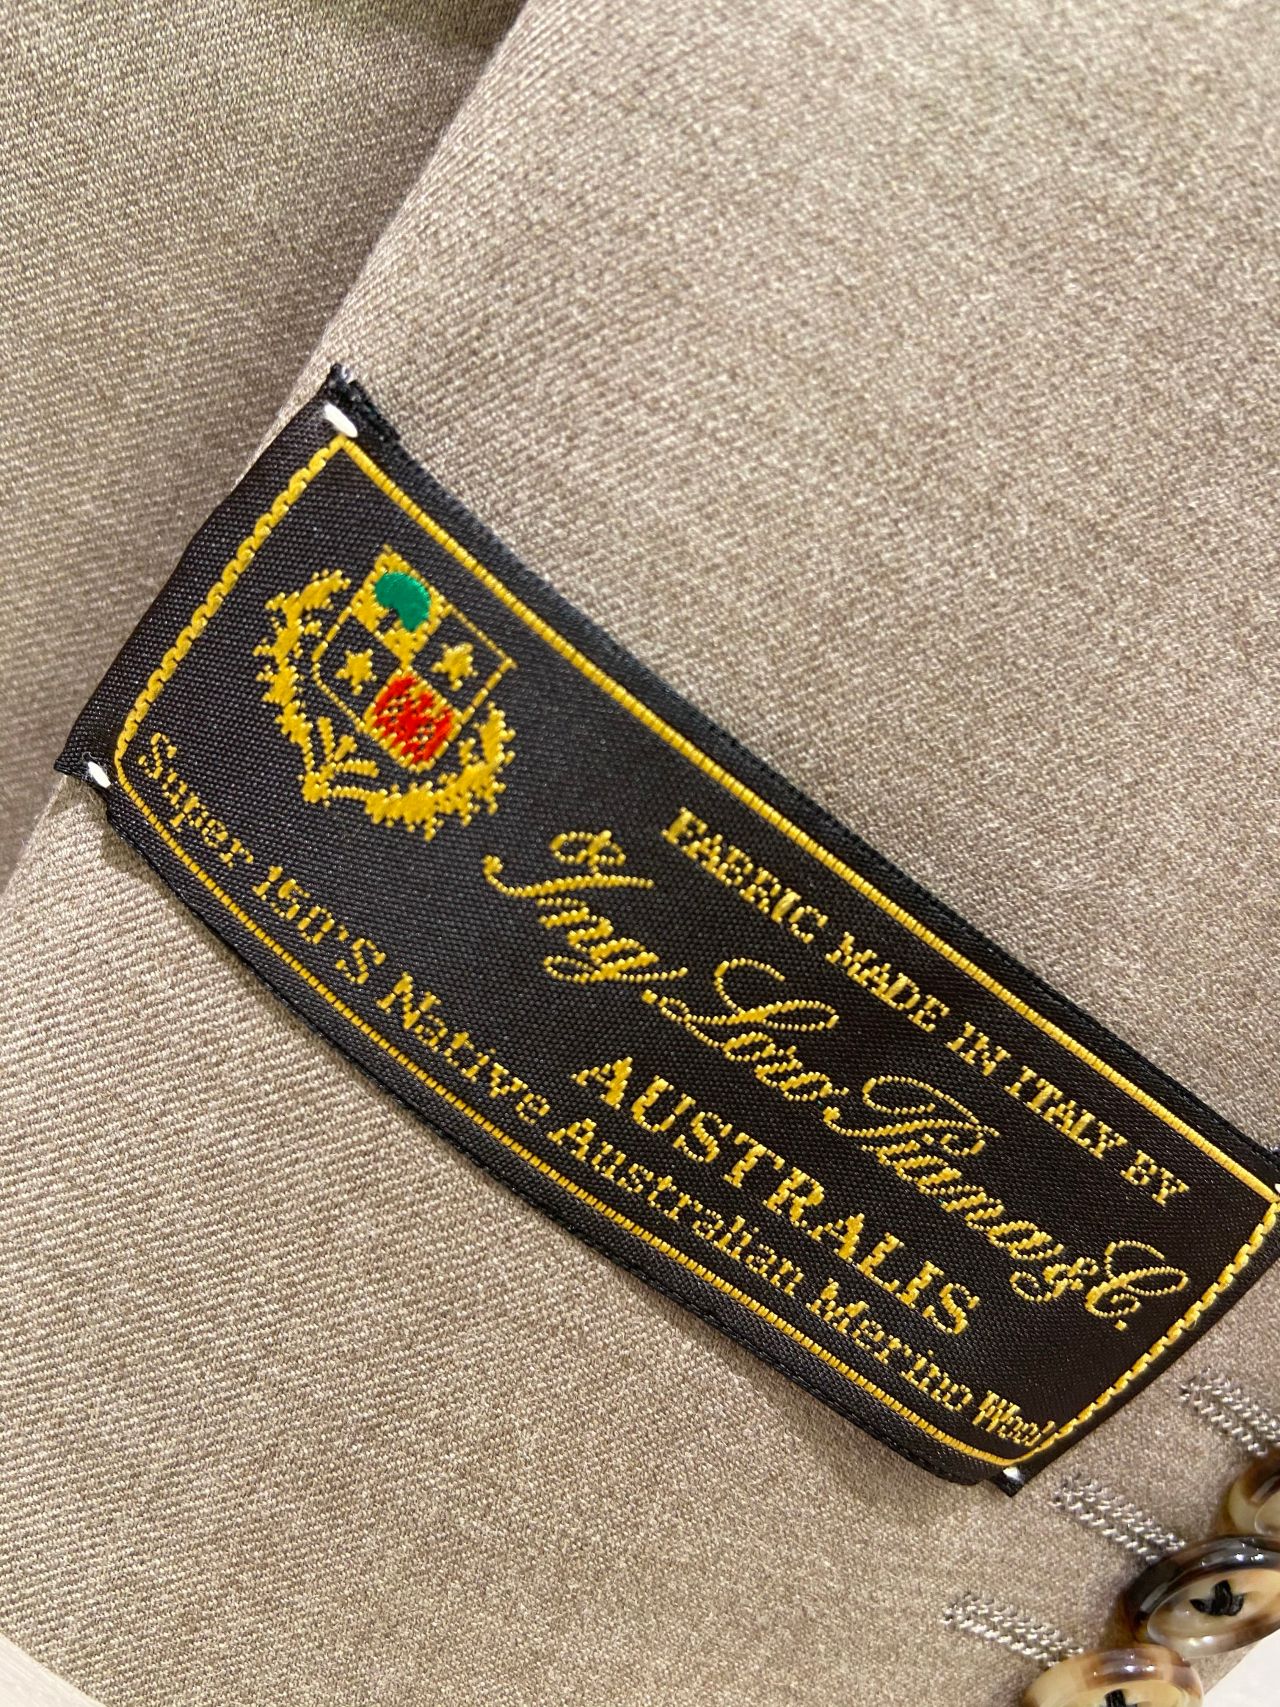 FABRIC MADE IN ITALY BY
& Ing. Loro Piana & C.
AUSTRALIS
Super 150'S Native Australian Merino Wool